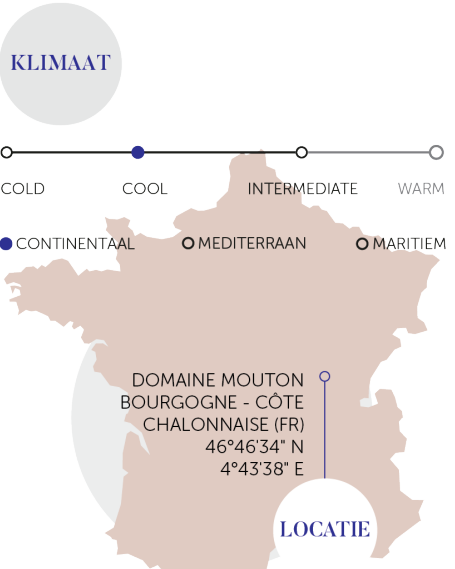 KLIMAAT
COLD COOL INTERMEDIATE WARM
CONTINENTAAL MEDITERRAAN MARITIEM
DOMAINE MOUTON
BOURGOGNE - CÔTE
CHALONNAISE (FR)
46°46'34" N
4°43'38" E
LOCATIE